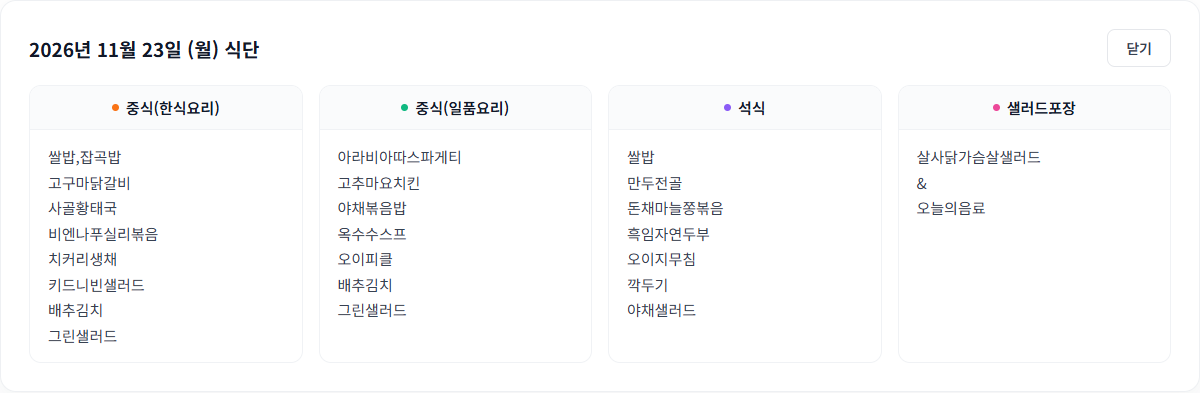 2026년 11월 23일 (월) 식단
닫기
중식(한식요리)
쌀밥,잡곡밥
고구마닭갈비
사골황태국
비엔나푸실리볶음
치커리생채
키드니빈샐러드
배추김치
그린샐러드
중식(일품요리)
아라비아따스파게티
고추마요치킨
야채볶음밥
옥수수스프
오이피클
배추김치
그린샐러드
석식
쌀밥
만두전골
돈채마늘쫑볶음
흑임자연두부
오이지무침
깍두기
야채샐러드
샐러드포장
살사닭가슴살샐러드
&
오늘의음료